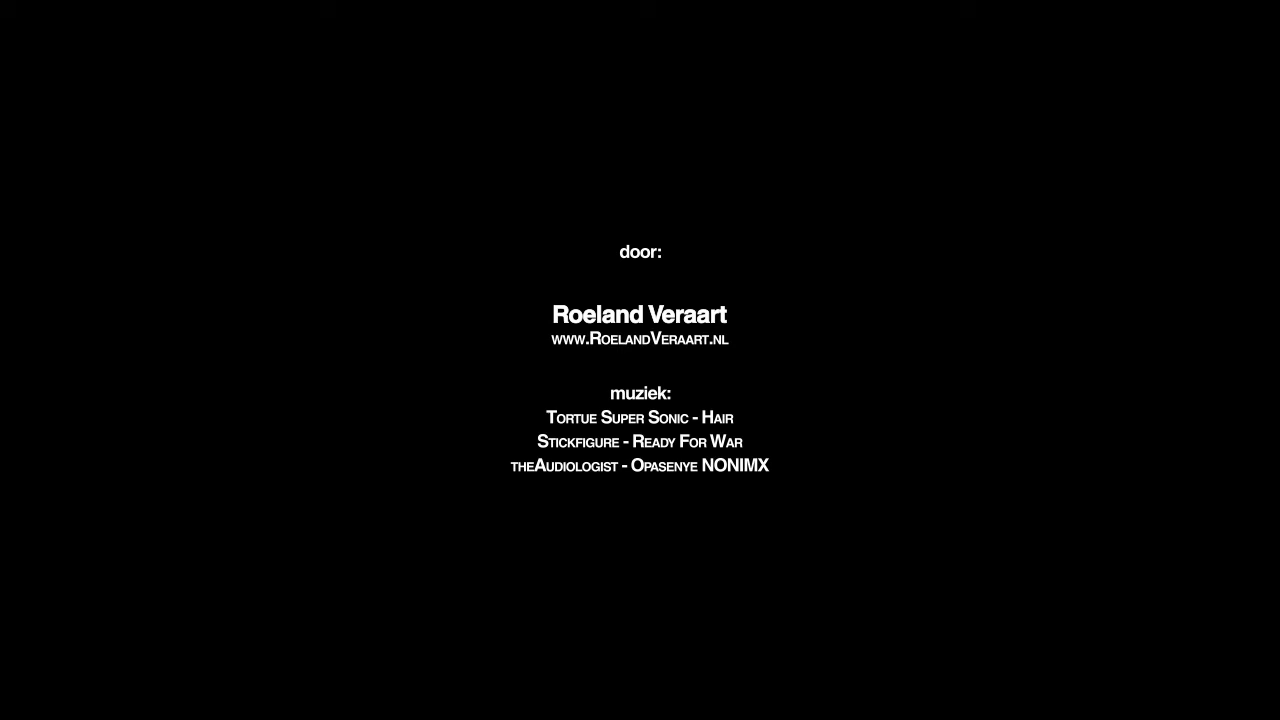 door:
Roeland Veraart
www.RoelandVeraart.nl
muziek:
Tortue Super Sonic - Hair
Stickfigure - Ready For War
theAudiologist - Opasenye NONIMX